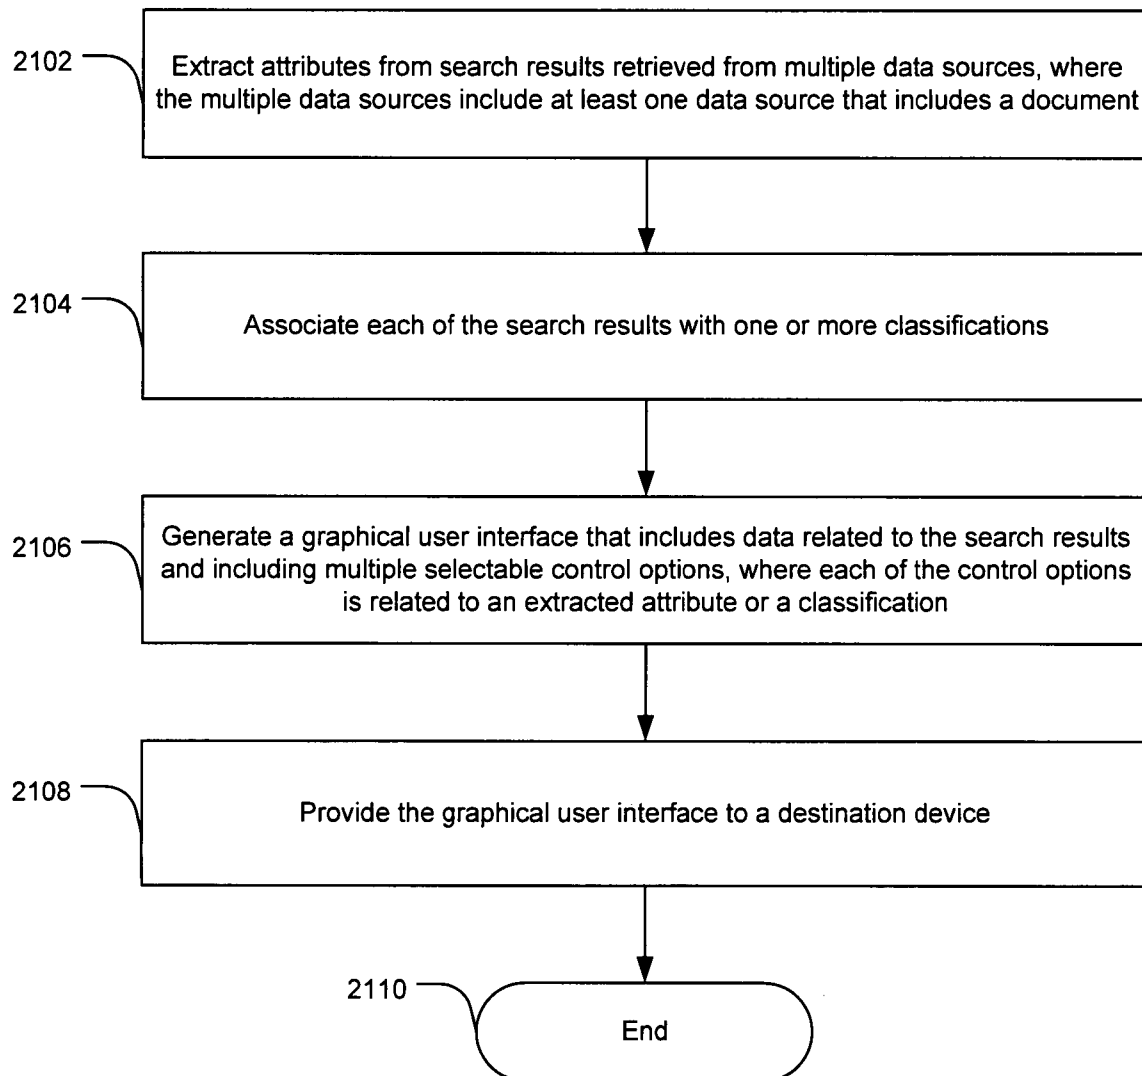 2102
Extract attributes from search results retrieved from multiple data sources, where
the multiple data sources include at least one data source that includes a document
2104
Associate each of the search results with one or more classifications
2106
Generate a graphical user interface that includes data related to the search results
and including multiple selectable control options, where each of the control options
is related to an extracted attribute or a classification
2108
Provide the graphical user interface to a destination device
2110
End